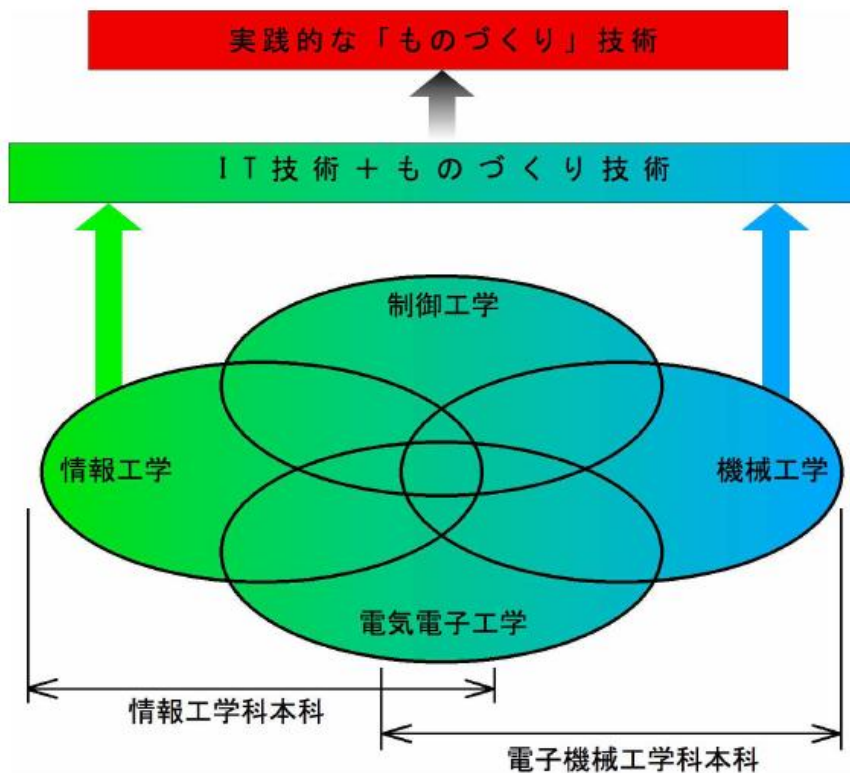 実践的な「ものづくり」技術
IT技術＋ものづくり技術
制御工学
情報工学
機械工学
電気電子工学
情報工学科本科
電子機械工学科本科